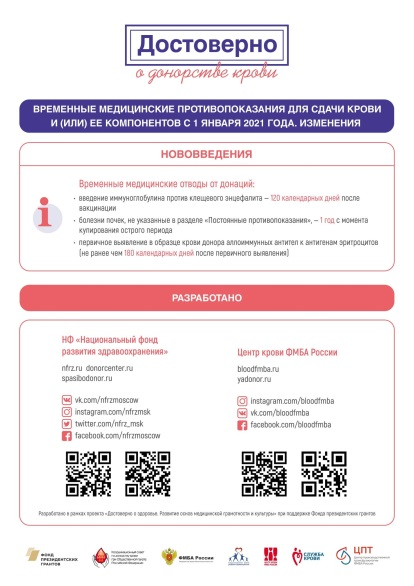 Достоверно
о донорстве крови
ВРЕМЕННЫЕ МЕДИЦИНСКИЕ ПРОТИВОПОКАЗАНИЯ ДЛЯ СДАЧИ КРОВИ
И (ИЛИ) ЕЕ КОМПОНЕНТОВ С 1 ЯНВАРЯ 2021 ГОДА. ИЗМЕНЕНИЯ
НОВОВВЕДЕНИЯ
Временные медицинские отводы от донаций:
• введение иммуноглобулина против клещевого энцефалита – 120 календарных дней после
вакцинации
• болезни почек, не указанные в разделе «Постоянные противопоказания», – 1 год с момента
купирования острого периода
• первичное выявление в образце крови донора аллоиммунных антител к антигенам эритроцитов
(не ранее чем 180 календарных дней после первичного выявления)
РАЗРАБОТАНО
НФ «Национальный фонд
развития здравоохранения»
nfrz.ru donorcenter.ru
spasibodonor.ru
vk.com/nfrzmoscow
instagram.com/nfrzmsk
twitter.com/nfrz_msk
facebook.com/nfrzmoscow
Центр крови ФМБА России
bloodfmba.ru
yadonor.ru
instagram.com/bloodfmba
vk.com/bloodfmba
facebook.com/bloodfmba
Разработано в рамках проекта «Достоверно о здоровье. Развитие основ медицинской грамотности и культуры» при поддержке Фонда президентских грантов
ФОНД
ПРЕЗИДЕНТСКИХ
ГРАНТОВ
ФМБА России
СЛУЖБА
КРОВИ
ЦПТ